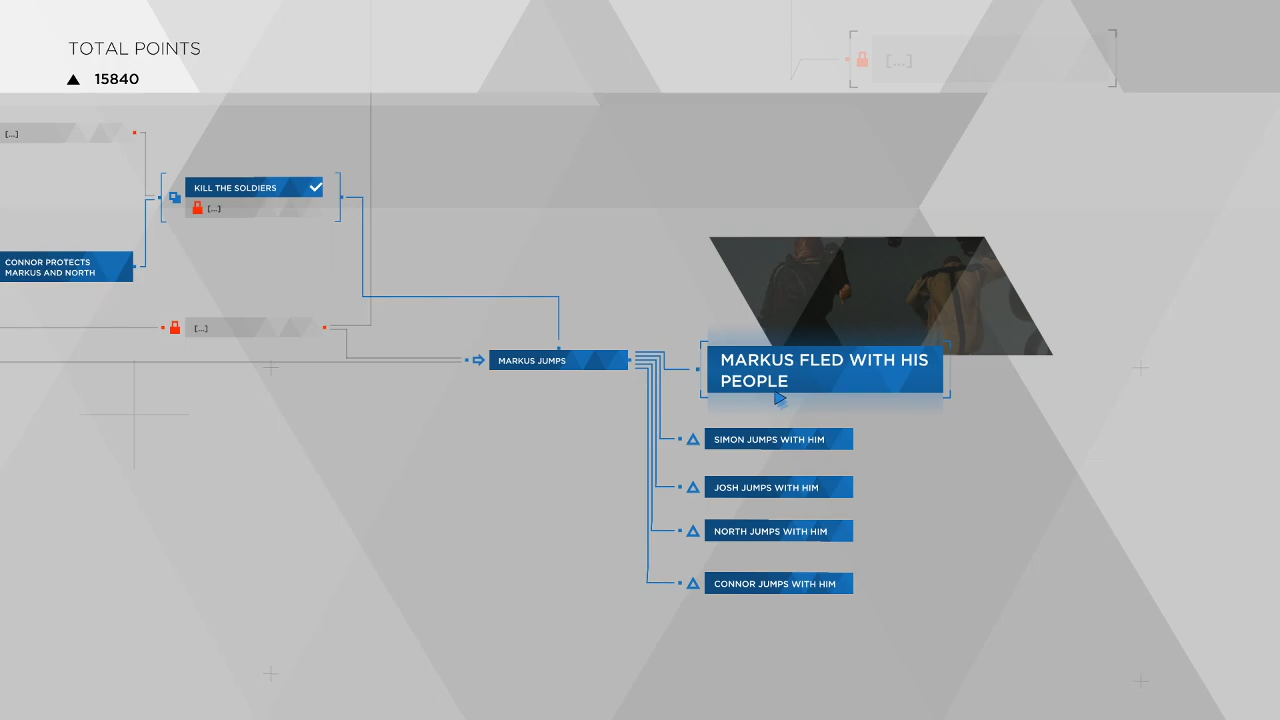 TOTAL POINTS
15840
[...]
[...]
KILL THE SOLDIERS
[...]
CONNOR PROTECTS
MARKUS AND NORTH
[...]
MARKUS JUMPS
MARKUS FLED WITH HIS
PEOPLE
SIMON JUMPS WITH HIM
JOSH JUMPS WITH HIM
NORTH JUMPS WITH HIM
CONNOR JUMPS WITH HIM